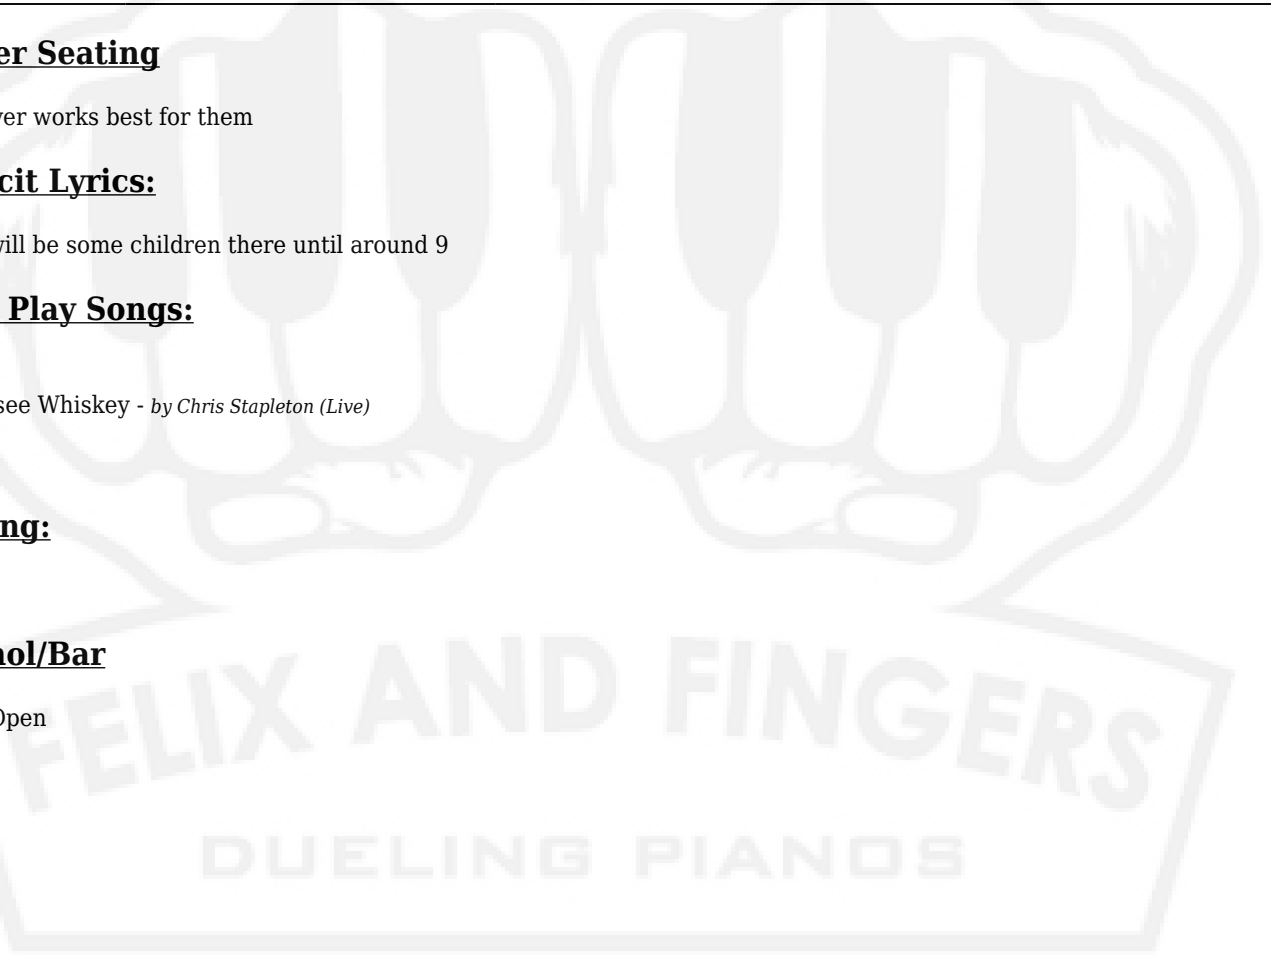 er Seating
ver works best for them
cit Lyrics:
will be some children there until around 9
Play Songs:
see Whiskey - by Chris Stapleton (Live)
ng:
hol/Bar
Open
FELIX AND FINGERS
DUELING PIANOS